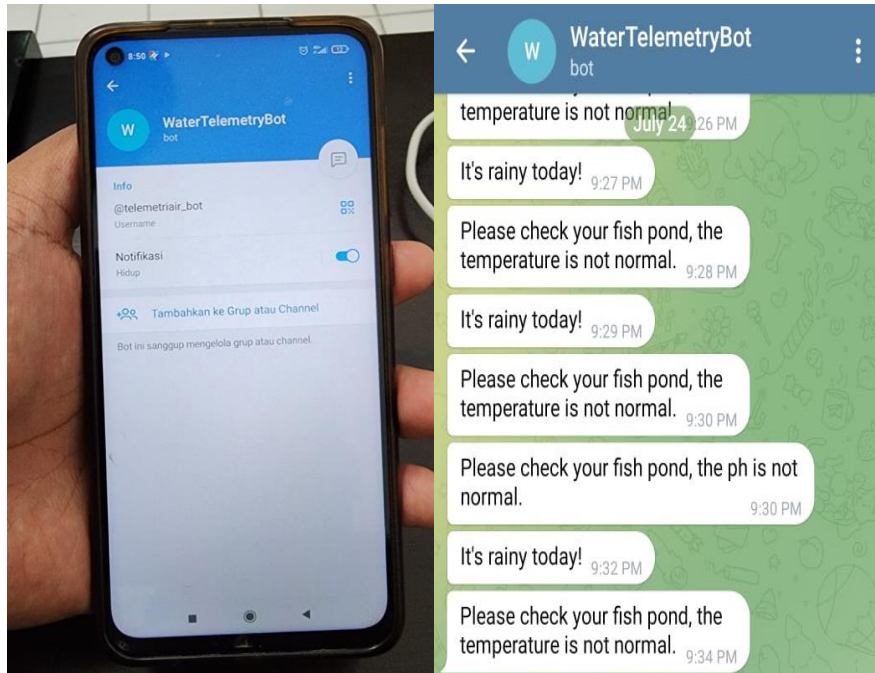 8:50
W
WaterTelemetryBot
bot
Info
@telemetriair_bot
Username
Notifikasi
Hidup
Tambahkan ke Grup atau Channel
Bot ini sanggup mengelola grup atau channel.
W
WaterTelemetryBot
bot
temperature is not normal. 9:26 PM
July 24
It's rainy today! 9:27 PM
Please check your fish pond, the
temperature is not normal. 9:28 PM
It's rainy today! 9:29 PM
Please check your fish pond, the
temperature is not normal. 9:30 PM
Please check your fish pond, the ph is not
normal. 9:30 PM
It's rainy today! 9:32 PM
Please check your fish pond, the
temperature is not normal. 9:34 PM